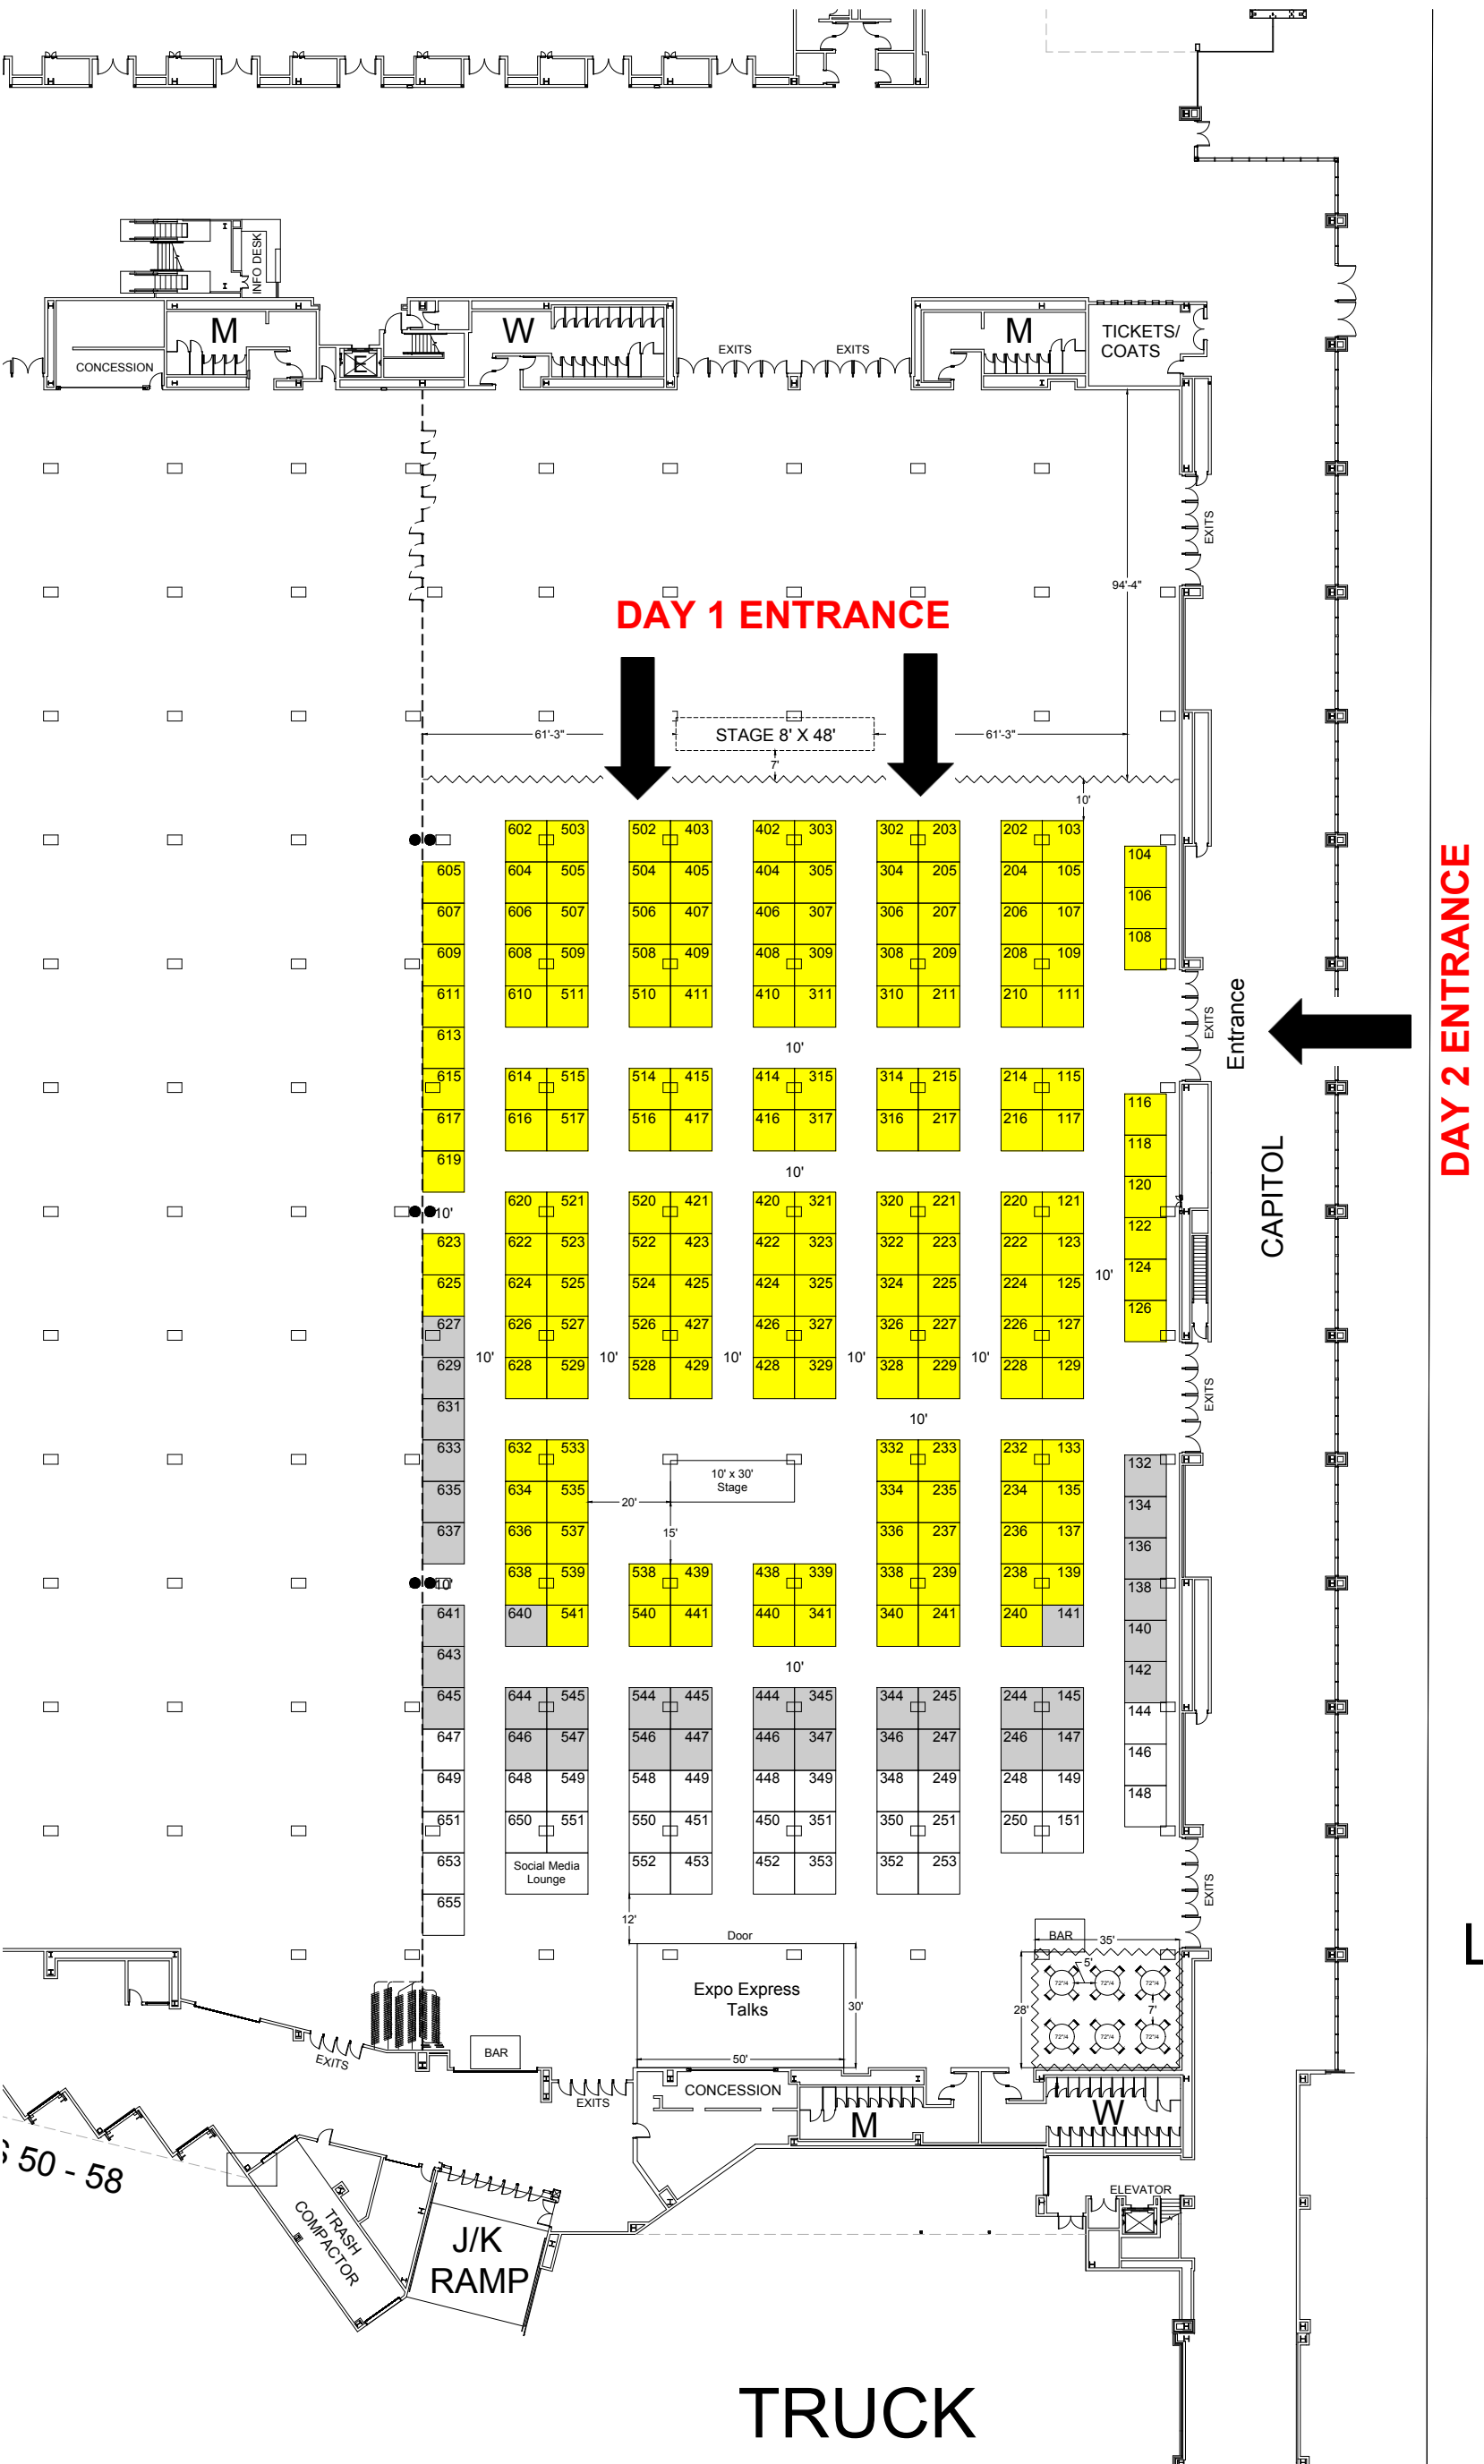 INFO DESK
M
W
M
TICKETS/
COATS
CONCESSION
E
EXITS
EXITS
EXITS
94'-4"
DAY 1 ENTRANCE
61'-3"
STAGE 8' X 48'
61'-3"
7'
10'
602 503 502 403 402 303 302 203 202 103
104
605 604 505 504 405 404 305 304 205 204 105
106
607 606 507 506 407 406 307 306 207 206 107
108
609 608 509 508 409 408 309 308 209 208 109
611 610 511 510 411 410 311 310 211 210 111
EXITS
Entrance
DAY 2 ENTRANCE
613
10'
615 614 515 514 415 414 315 314 215 214 115
116
617 616 517 516 417 416 317 316 217 216 117
118
619
10'
120
CAPITOL
10' 620 521 520 421 420 321 320 221 220 121
122
623 622 523 522 423 422 323 322 223 222 123
10' 124
625 624 525 524 425 424 325 324 225 224 125
126
627 626 527 526 427 426 327 326 227 226 127
629 10' 628 529 10' 528 429 10' 428 329 10' 328 229 10' 228 129
EXITS
631
10'
633 632 533 332 233 232 133
132
10' x 30'
Stage
635 634 535 334 235 234 135
20'
134
637 636 537 15' 336 237 236 137
136
10' 638 539 538 439 438 339 338 239 238 139
138
641 640 541 540 441 440 341 340 241 240 141
140
643
10'
142
645 644 545 544 445 444 345 344 245 244 145
144
647 646 547 546 447 446 347 346 247 246 147
146
649 648 549 548 449 448 349 348 249 248 149
148
651 650 551 550 451 450 351 350 251 250 151
653 Social Media
Lounge
552 453 452 353 352 253
655
EXITS
12'
Door
BAR
35'
L
5'
Expo Express
Talks
72"/4 72"/4 72"/4
28'
30'
7'
72"/4 72"/4 72"/4
BAR
50'
EXITS
EXITS
CONCESSION
M
W
S 50 - 58
ELEVATOR
TRASH
COMPACTOR
J/K
RAMP
TRUCK